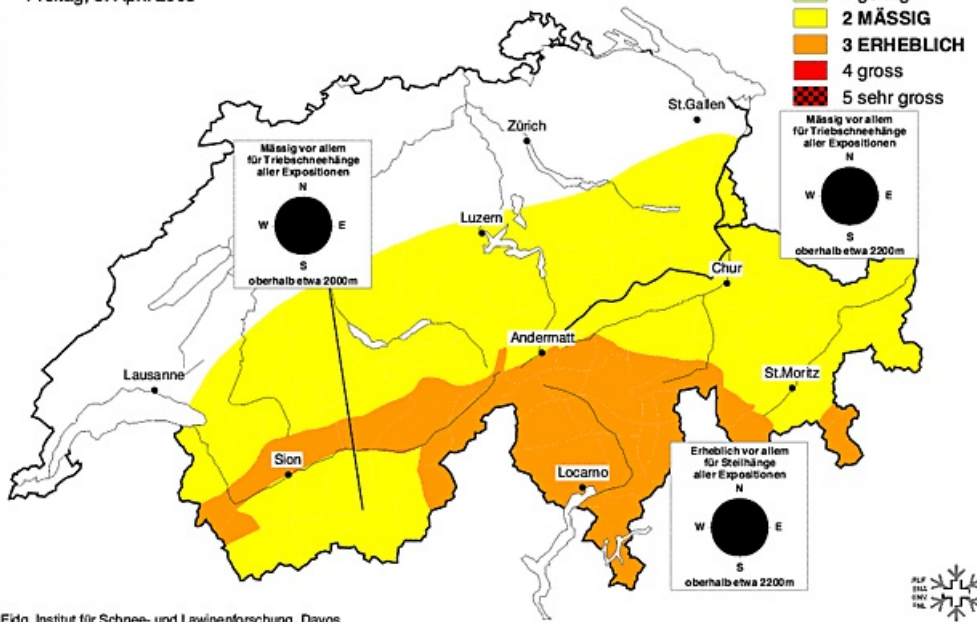 2 MÄSSIG
3 ERHEBLICH
4 gross
5 sehr gross
St.Gallen
Zürich
Mässig vor allem
für Triebschneehänge
aller Expositionen
N
W E
S
oberhalb etwa 2200m
Mässig vor allem
für Triebschneehänge
aller Expositionen
N
W E
S
oberhalb etwa 2000m
Luzern
Chur
Andermatt
Lausanne
St.Moritz
Sion
Locarno
Erheblich vor allem
für Steilhänge
aller Expositionen
N
W E
S
oberhalb etwa 2200m
Eidg. Institut für Schnee- und Lawinenforschung, Davos